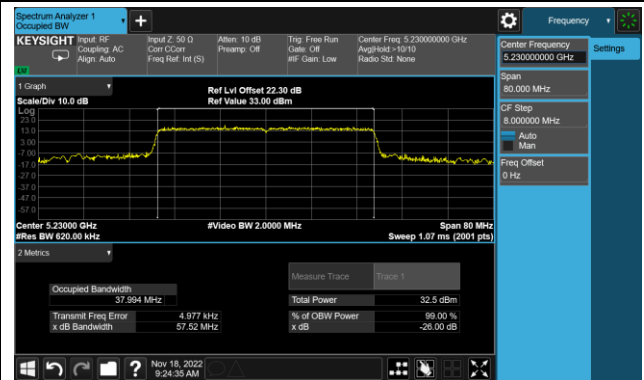 Spectrum Analyzer 1
Occupied BW
Frequency
KEYSIGHT
Input: RF
Coupling: AC
Align: Auto
Input Z: 50 Ω
Corr CCorr
Freq Ref: Int (S)
Atten: 10 dB
Preamp: Off
Trig: Free Run
Gate: Off
#IF Gain: Low
Center Freq: 5.230000000 GHz
Avg|Hold:>10/10
Radio Std: None
LXI
Center Frequency
5.230000000 GHz
Settings
Span
80.000 MHz
CF Step
8.000000 MHz
Auto
Man
Freq Offset
0 Hz
1 Graph
Scale/Div 10.0 dB
Ref Lvl Offset 22.30 dB
Ref Value 33.00 dBm
Log
23.0
13.0
3.00
-7.00
-17.0
-27.0
-37.0
-47.0
-57.0
Center 5.23000 GHz
#Res BW 620.00 kHz
#Video BW 2.0000 MHz
Span 80 MHz
Sweep 1.07 ms (2001 pts)
2 Metrics
Measure Trace
Trace 1
Occupied Bandwidth
37.994 MHz
Total Power
32.5 dBm
Transmit Freq Error
4.977 kHz
% of OBW Power
99.00 %
x dB Bandwidth
57.52 MHz
x dB
-26.00 dB
?
Nov 18, 2022
9:24:35 AM